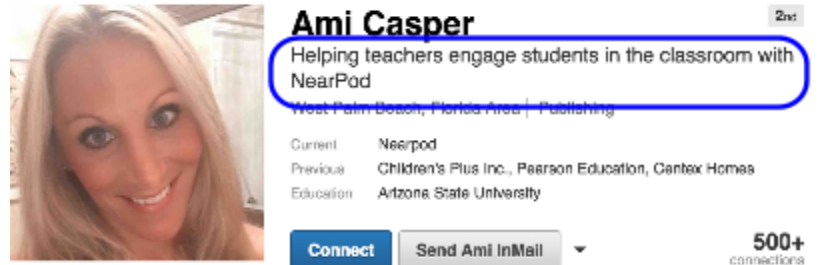 Ami Casper
2nd
Helping teachers engage students in the classroom with
NearPod
West Palm Beach, Florida Area | Publishing
Current Nearpod
Previous Children's Plus Inc., Pearson Education, Centex Homes
Education Arizona State University
Connect
Send Ami InMail
500+
connections